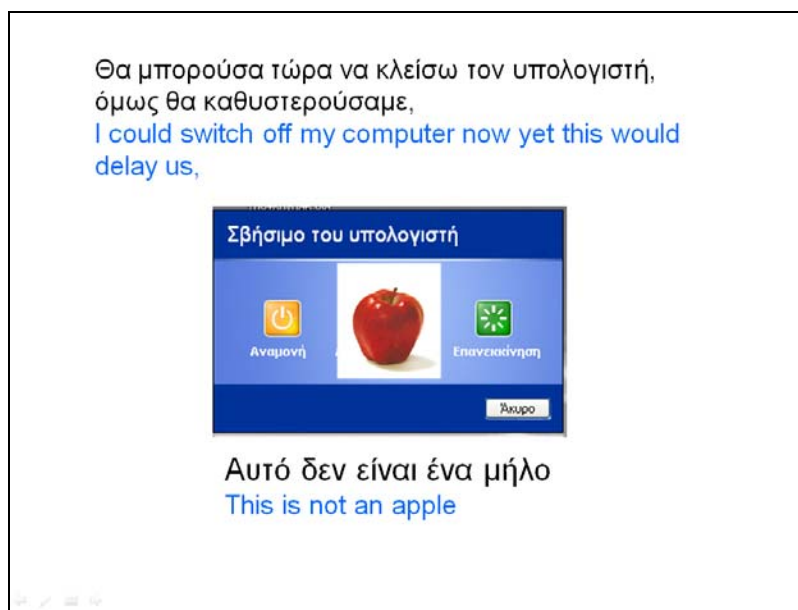 Θα μπορούσα τώρα να κλείσω τον υπολογιστή,
όμως θα καθυστερούσαμε,
I could switch off my computer now yet this would
delay us,
Σβήσιμο του υπολογιστή
Αναμονή
Επανεκκίνηση
Άκυρο
Αυτό δεν είναι ένα μήλο
This is not an apple